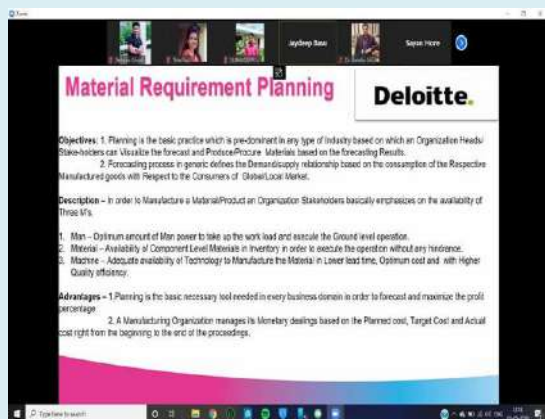 Jaydeep Basu
Sayan Hore
Material Requirement Planning
Deloitte.
Objectives: 1. Planning is the basic practice which is pre-dominant in any type of Industry based on which an Organization Heads/
Stake-holders can Visualize the forecast and Produce/Procure Materials based on the forecasting Results.
2. Forecasting process in generic defines the Demand/supply relationship based on the consumption of the Respective
Manufactured goods with Respect to the Consumers of Global/Local Market.
Description – In order to Manufacture a Material/Product an Organization Stakeholders basically emphasizes on the availability of
Three M's.
1. Man – Optimum amount of Man power to take up the work load and execute the Ground level operation.
2. Material – Availability of Component Level Materials in Inventory in order to execute the operation without any hindrance.
3. Machine – Adequate availability of Technology to Manufacture the Material in Lower lead time, Optimum cost and with Higher
Quality efficiency.
Advantages – 1.Planning is the basic necessary tool needed in every business domain in order to forecast and maximize the profit
percentage
2. A Manufacturing Organization manages its Monetary dealings based on the Planned cost, Target Cost and Actual
cost right from the beginning to the end of the proceedings.
Type here to search